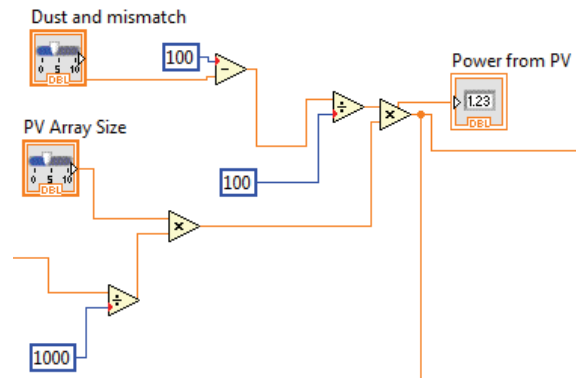 Dust and mismatch
0 5 10
DBL
100
−
÷
×
Power from PV
1.23
DBL
PV Array Size
0 5 10
DBL
100
×
÷
1000